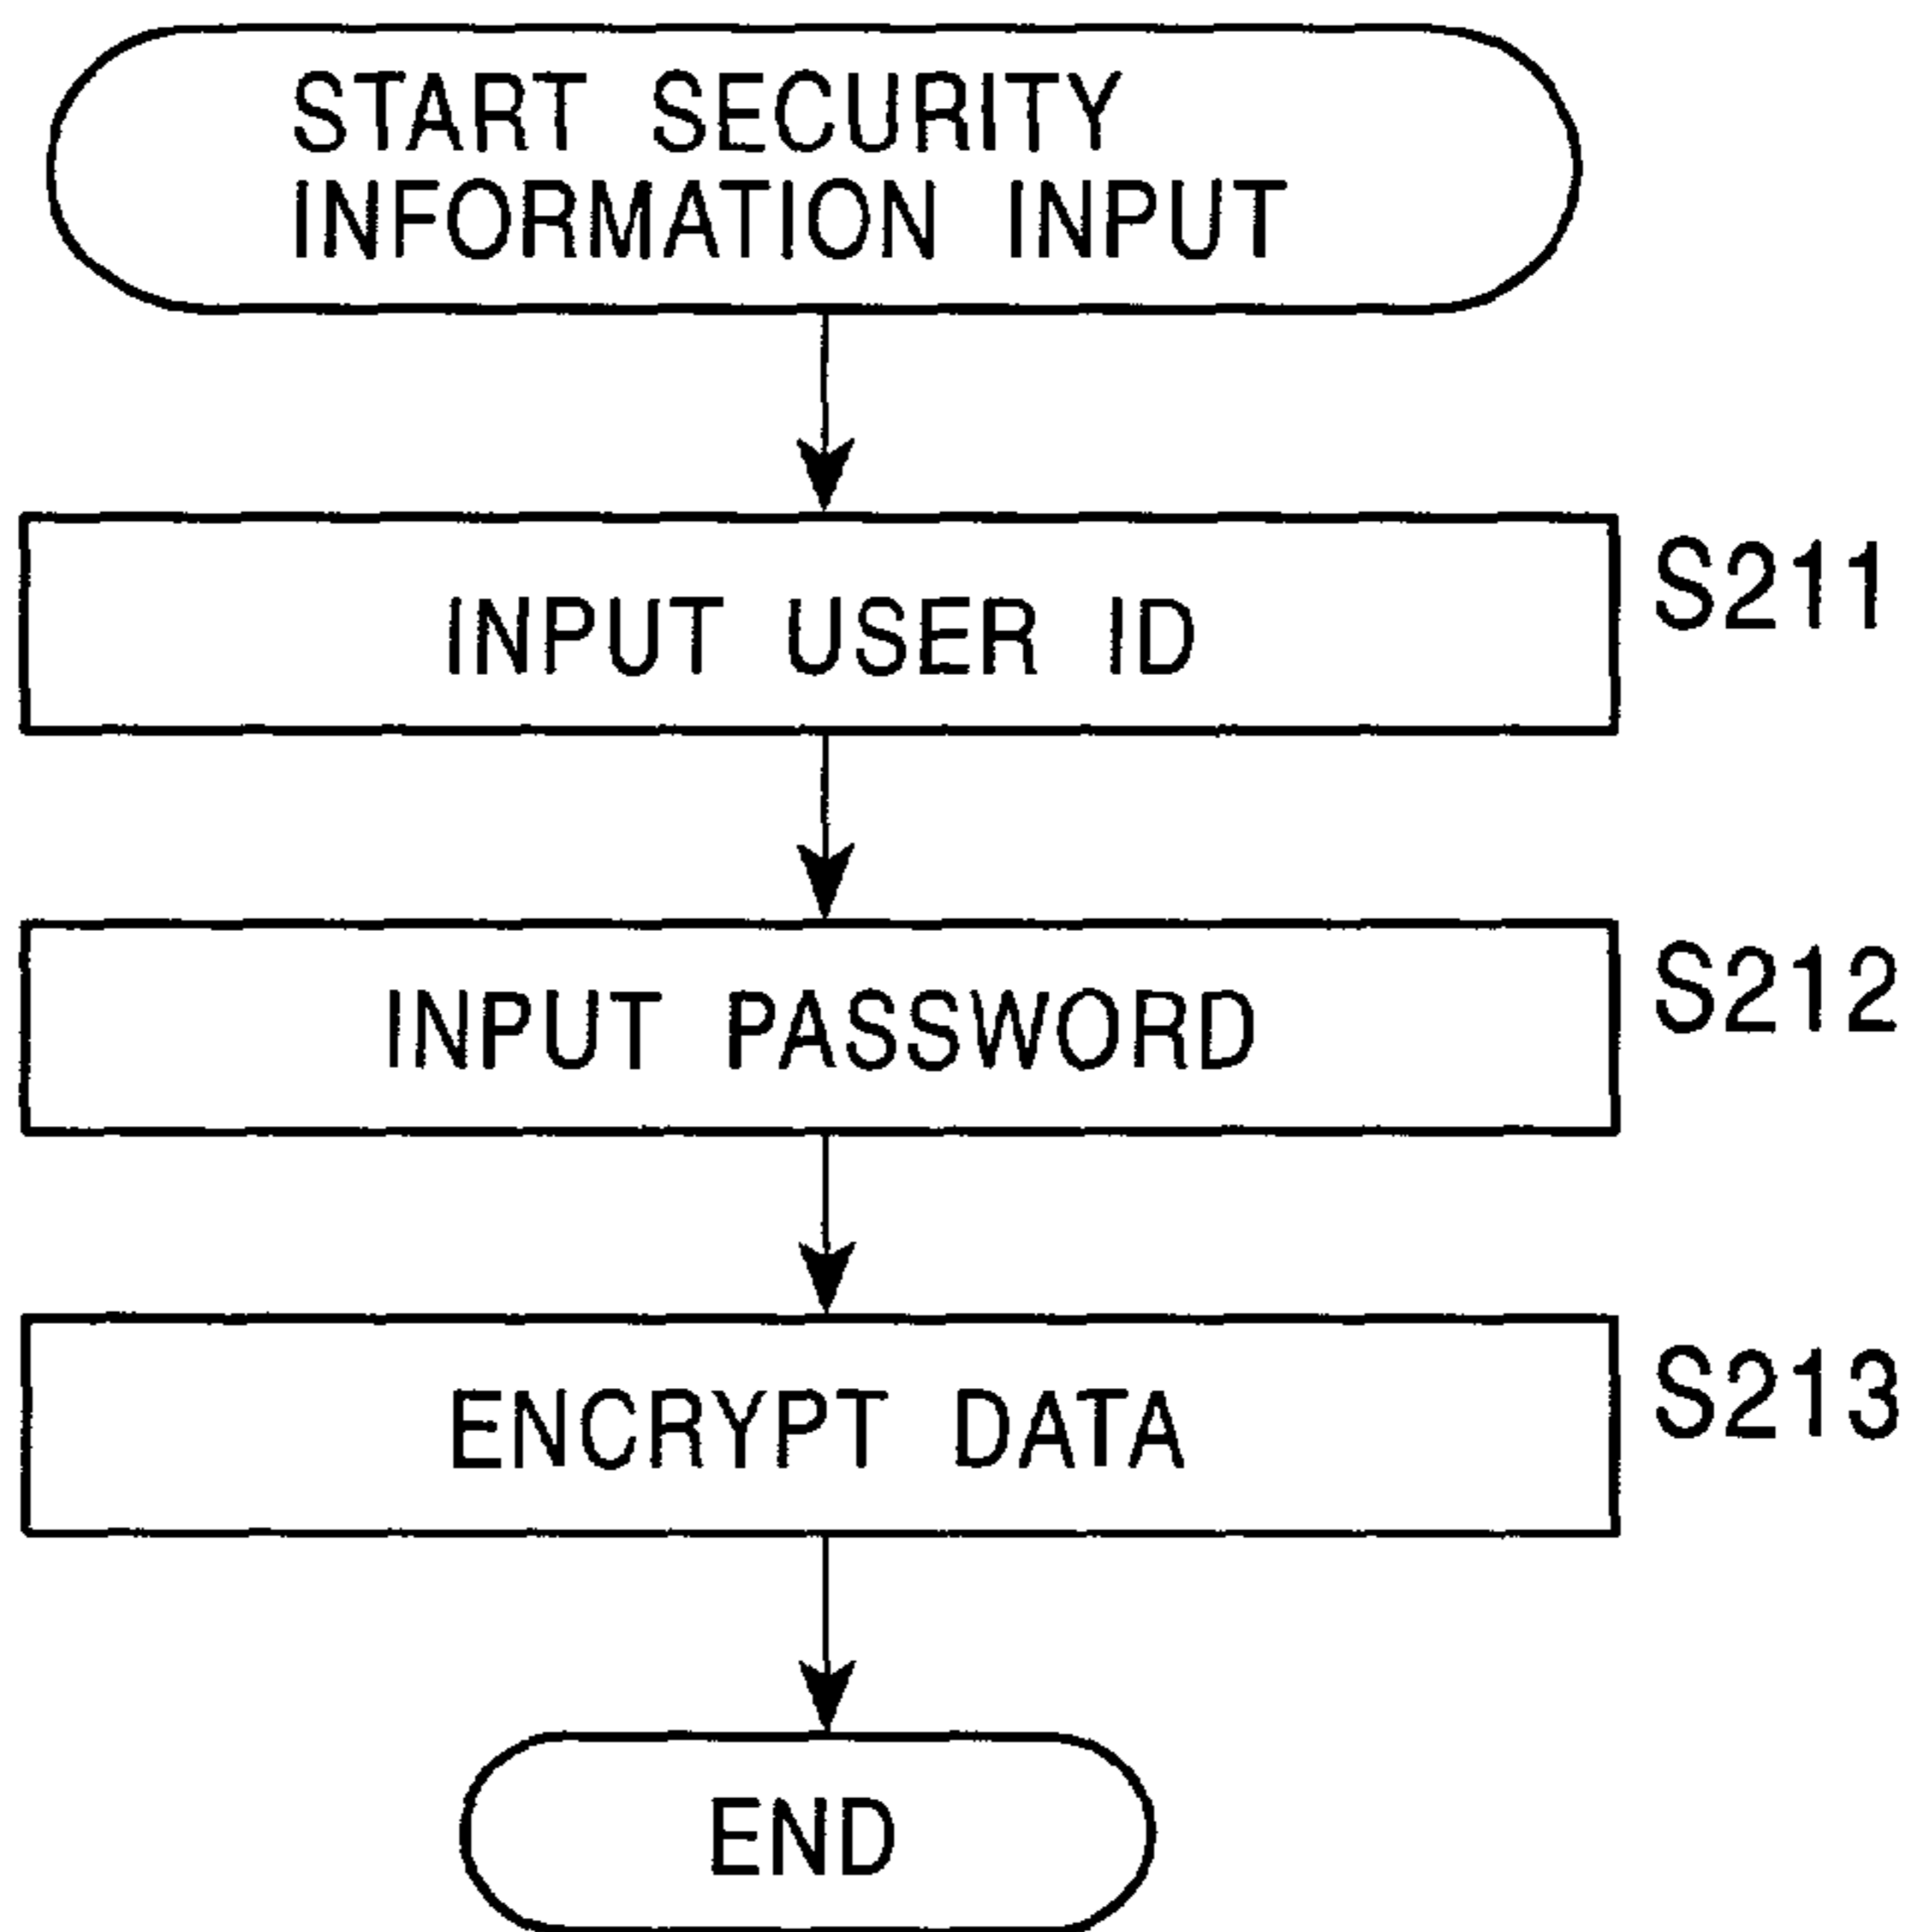 START SECURITY
INFORMATION INPUT
INPUT USER ID
S211
INPUT PASSWORD
S212
ENCRYPT DATA
S213
END